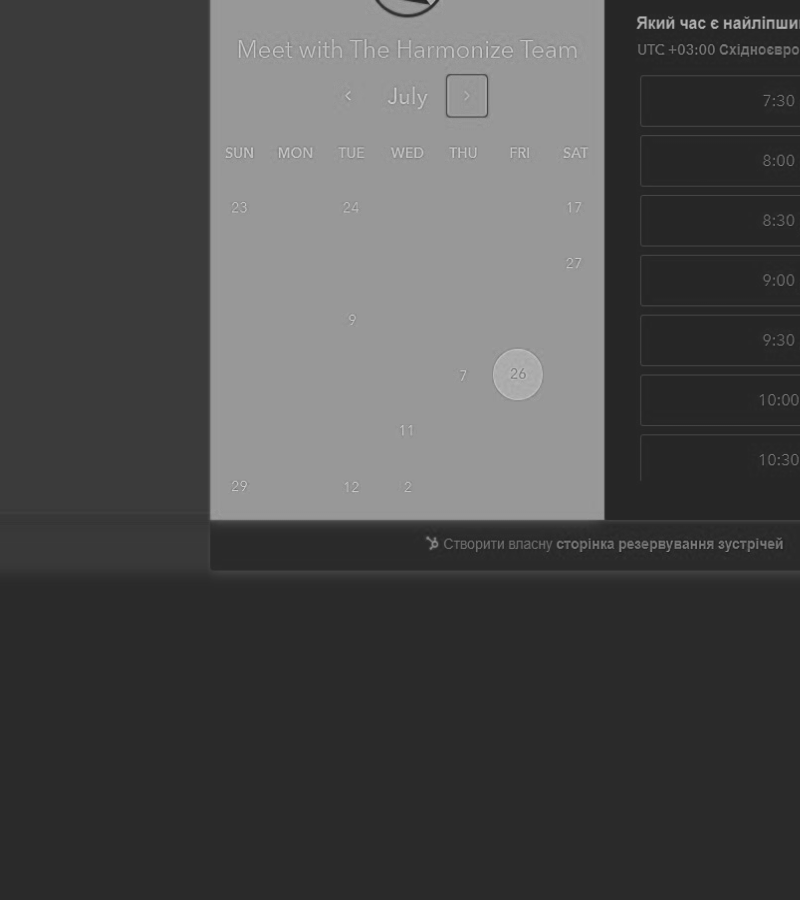 Meet with The Harmonize Team
July
SUN MON TUE WED THU FRI SAT
23 24 17
27
9
7 26
11
29 12 2
Який час є
UTC +03:00
7:30
8:00
8:30
9:00
9:30
10:00
10:30
Створити власну сторінка резервування зустрічей